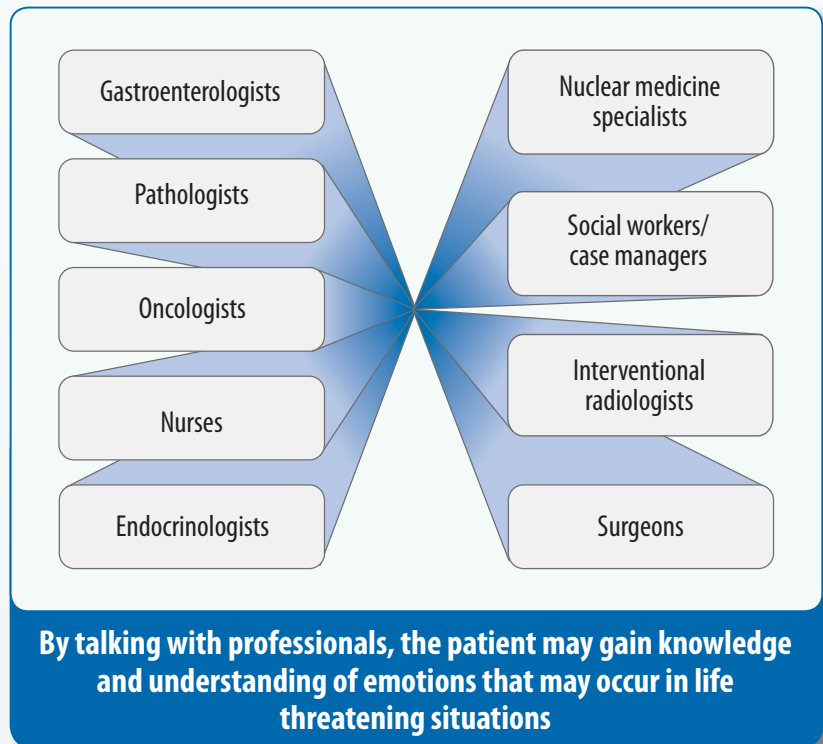 Gastroenterologists
Pathologists
Oncologists
Nurses
Endocrinologists
Nuclear medicine
specialists
Social workers/
case managers
Interventional
radiologists
Surgeons
By talking with professionals, the patient may gain knowledge
and understanding of emotions that may occur in life
threatening situations